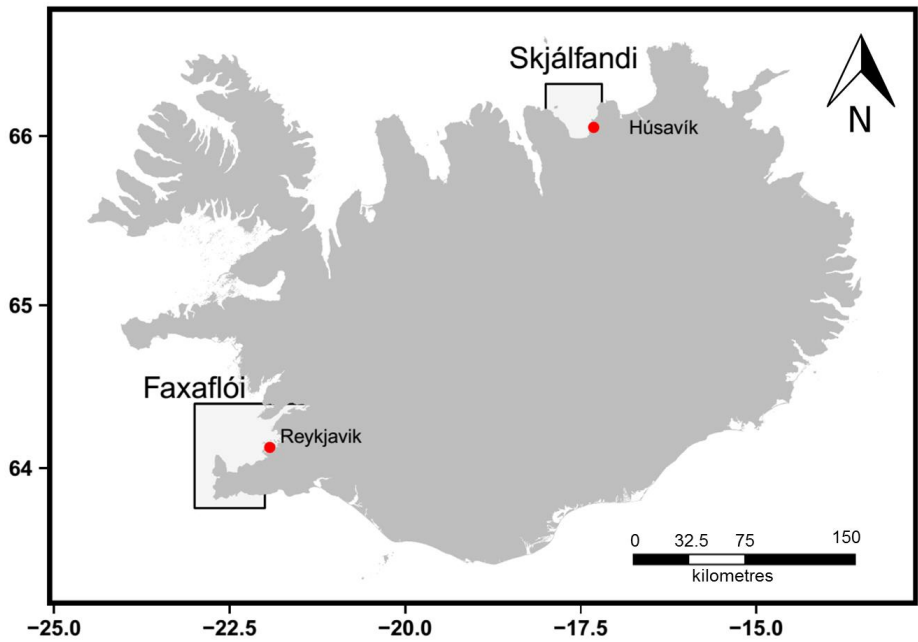 Skjálfandi
N
66
Húsavík
65
Faxaflói
Reykjavik
64
0 32.5 75 150
kilometres
−25.0 −22.5 −20.0 −17.5 −15.0